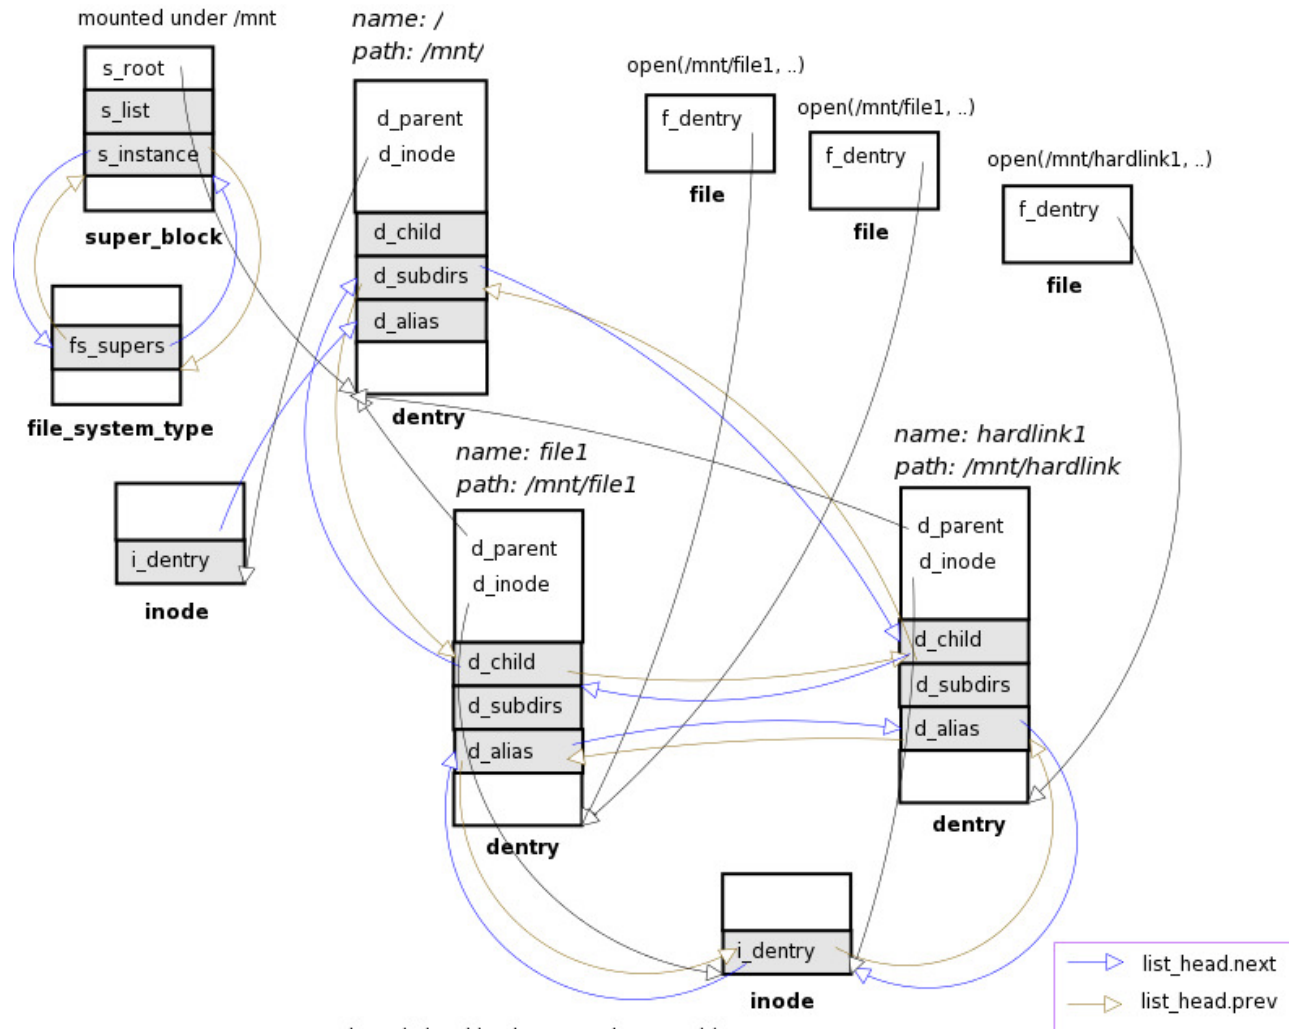 mounted under /mnt
s_root
s_list
s_instance
super_block
fs_supers
file_system_type
i_dentry
inode
name: /
path: /mnt/
d_parent
d_inode
d_child
d_subdirs
d_alias
dentry
open(/mnt/file1, ..)
f_dentry
file
open(/mnt/file1, ..)
f_dentry
file
open(/mnt/hardlink1, ..)
f_dentry
file
name: file1
path: /mnt/file1
d_parent
d_inode
d_child
d_subdirs
d_alias
dentry
name: hardlink1
path: /mnt/hardlink
d_parent
d_inode
d_child
d_subdirs
d_alias
dentry
i_dentry
inode
list_head.next
list_head.prev